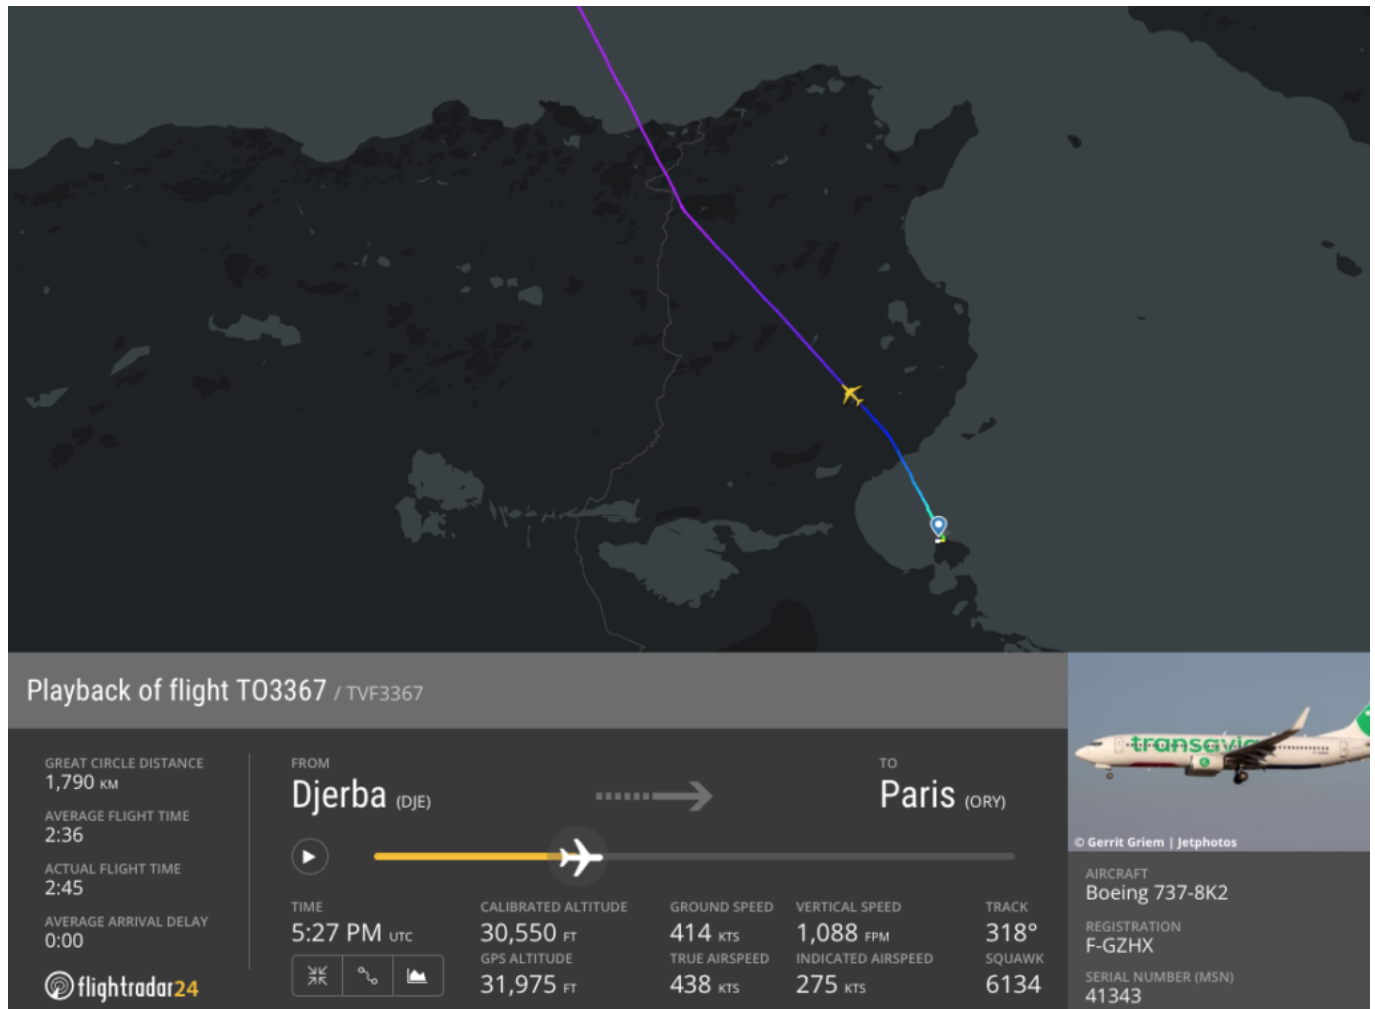 Playback of flight TO3367 / TVF3367
GREAT CIRCLE DISTANCE
1,790 KM
AVERAGE FLIGHT TIME
2:36
ACTUAL FLIGHT TIME
2:45
AVERAGE ARRIVAL DELAY
0:00
flightradar24
FROM
Djerba (DJE)
TO
Paris (ORY)
TIME
5:27 PM UTC
CALIBRATED ALTITUDE
30,550 FT
GPS ALTITUDE
31,975 FT
GROUND SPEED
414 KTS
TRUE AIRSPEED
438 KTS
VERTICAL SPEED
1,088 FPM
INDICATED AIRSPEED
275 KTS
TRACK
318°
SQUAWK
6134
transavia
© Gerrit Griem | Jetphotos
AIRCRAFT
Boeing 737-8K2
REGISTRATION
F-GZHX
SERIAL NUMBER (MSN)
41343